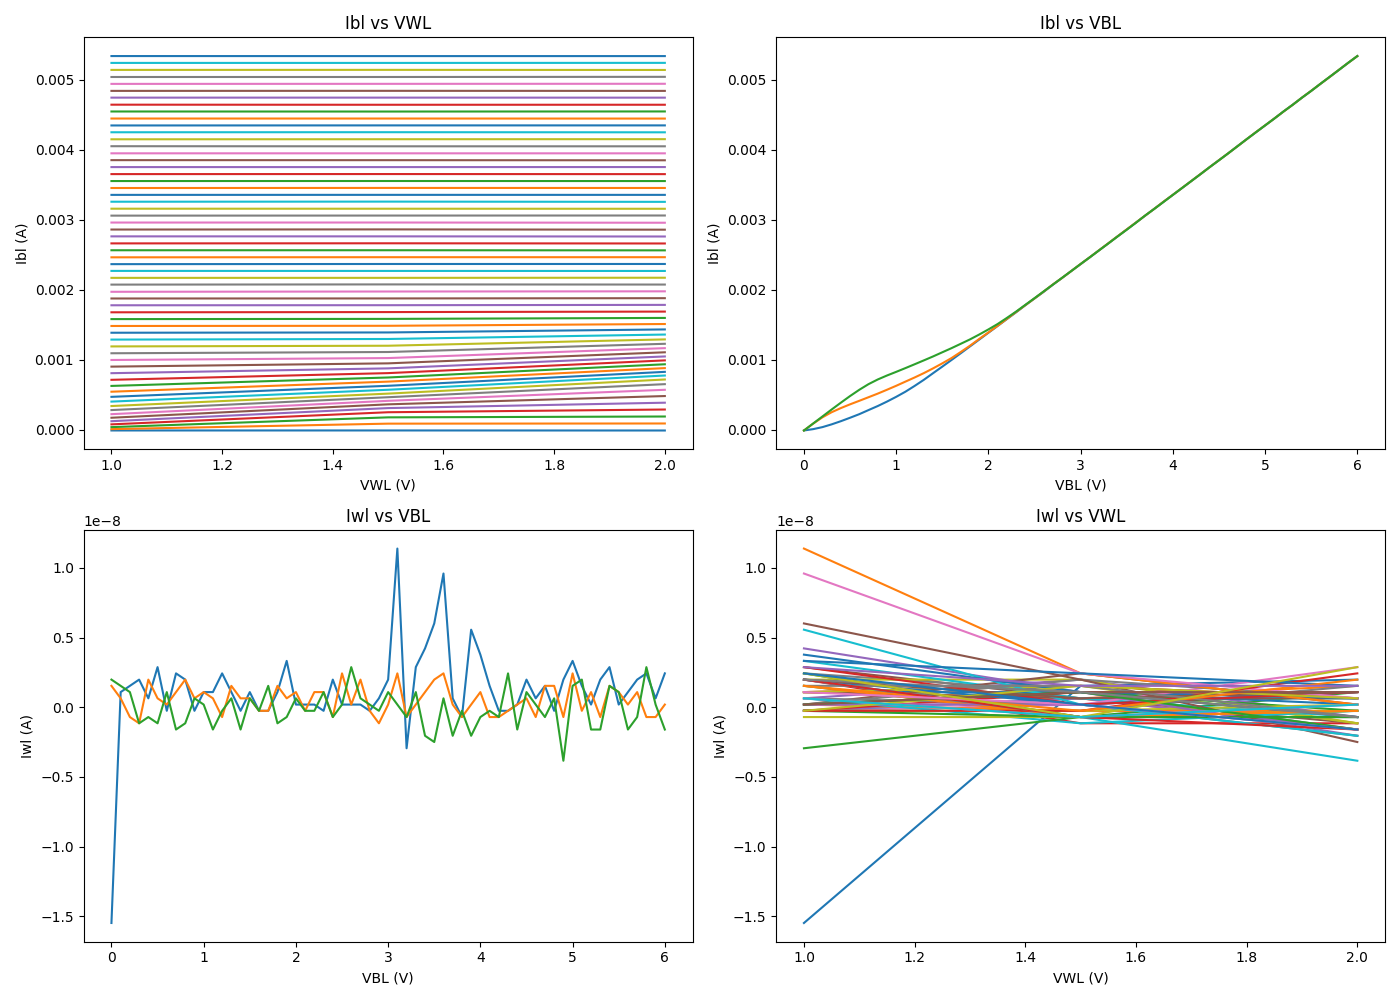 Ibl vs VWL
Ibl (A)
0.005
0.004
0.003
0.002
0.001
0.000
1.0 1.2 1.4 1.6 1.8 2.0
VWL (V)
Ibl vs VBL
Ibl (A)
0.005
0.004
0.003
0.002
0.001
0.000
0 1 2 3 4 5 6
VBL (V)
Iwl vs VBL
1e−8
Iwl (A)
1.0
0.5
0.0
−0.5
−1.0
−1.5
0 1 2 3 4 5 6
VBL (V)
Iwl vs VWL
1e−8
Iwl (A)
1.0
0.5
0.0
−0.5
−1.0
−1.5
1.0 1.2 1.4 1.6 1.8 2.0
VWL (V)